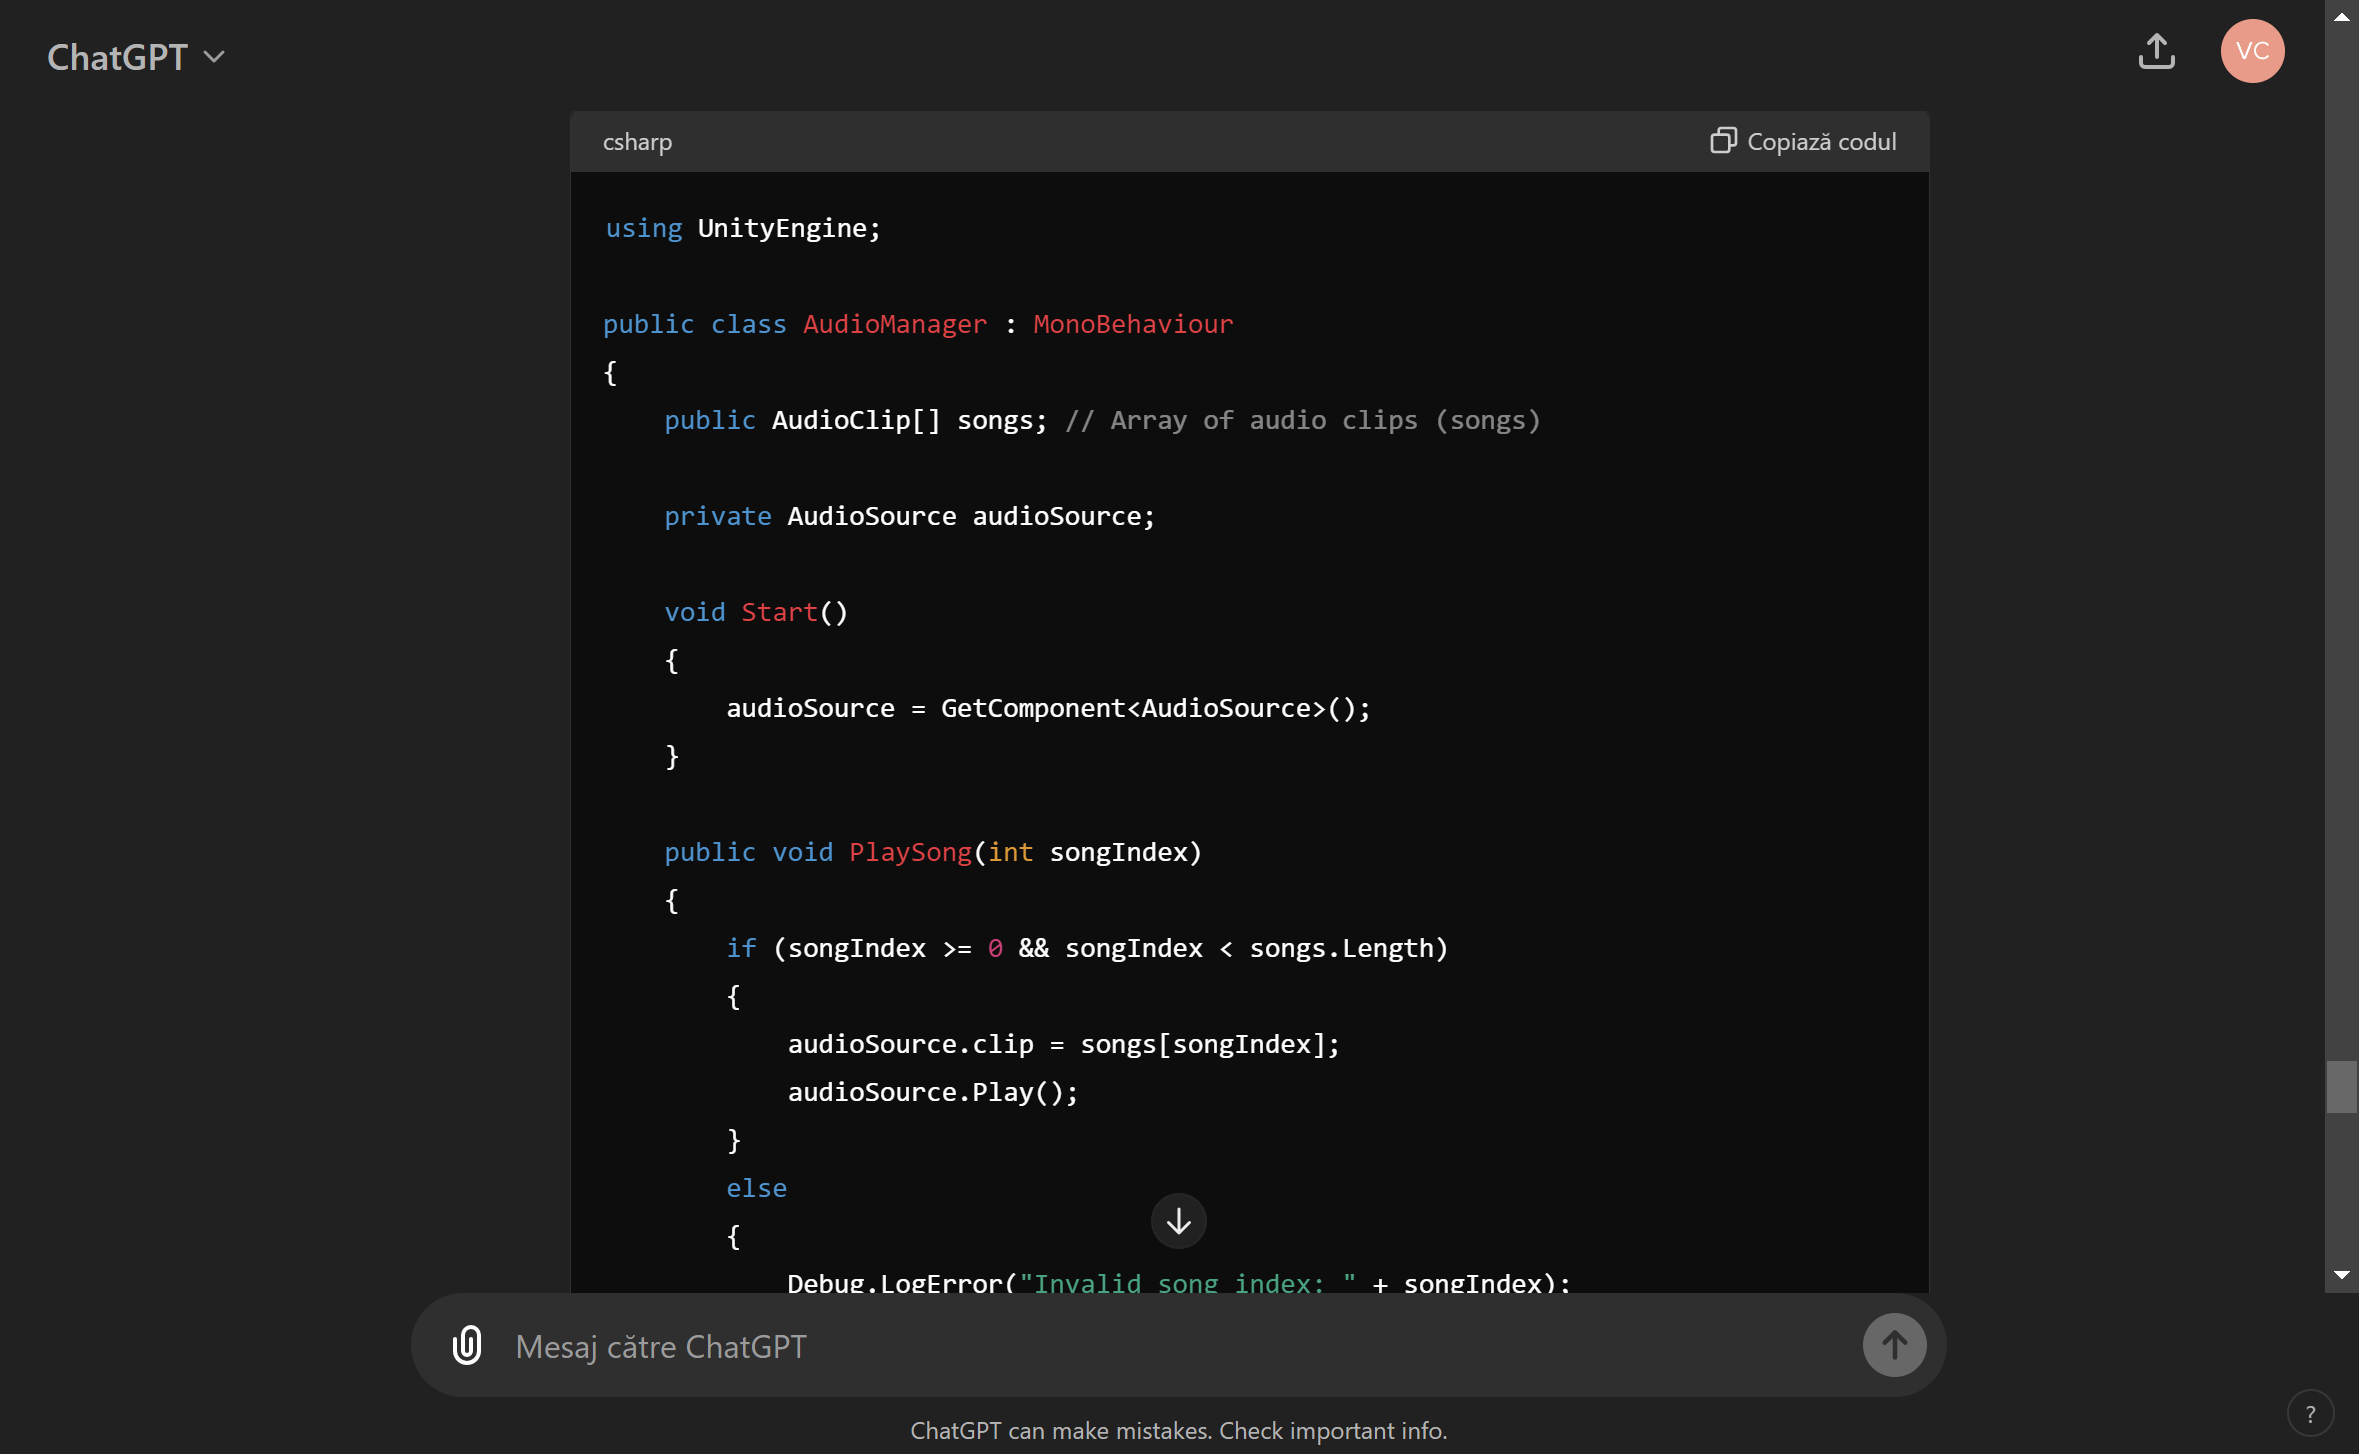 ChatGPT
VC
csharp
Copiază codul
using UnityEngine;
public class AudioManager : MonoBehaviour
{
public AudioClip[] songs; // Array of audio clips (songs)
private AudioSource audioSource;
void Start()
{
audioSource = GetComponent<AudioSource>();
}
public void PlaySong(int songIndex)
{
if (songIndex >= 0 && songIndex < songs.Length)
{
audioSource.clip = songs[songIndex];
audioSource.Play();
}
else
{
Debug.LogError("Invalid song index: " + songIndex);
Mesaj către ChatGPT
ChatGPT can make mistakes. Check important info.
?